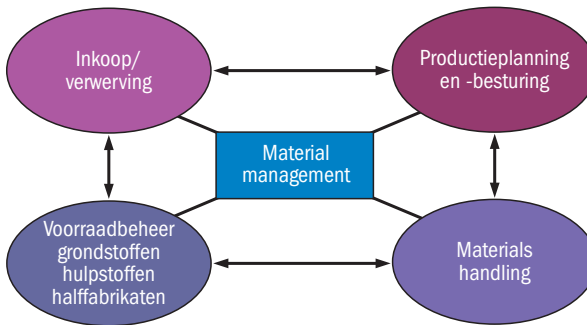 Inkoop/
verwerving
Productieplanning
en -besturing
Material
management
Voorraadbeheer
grondstoffen
hulpstoffen
halffabrikaten
Materials
handling